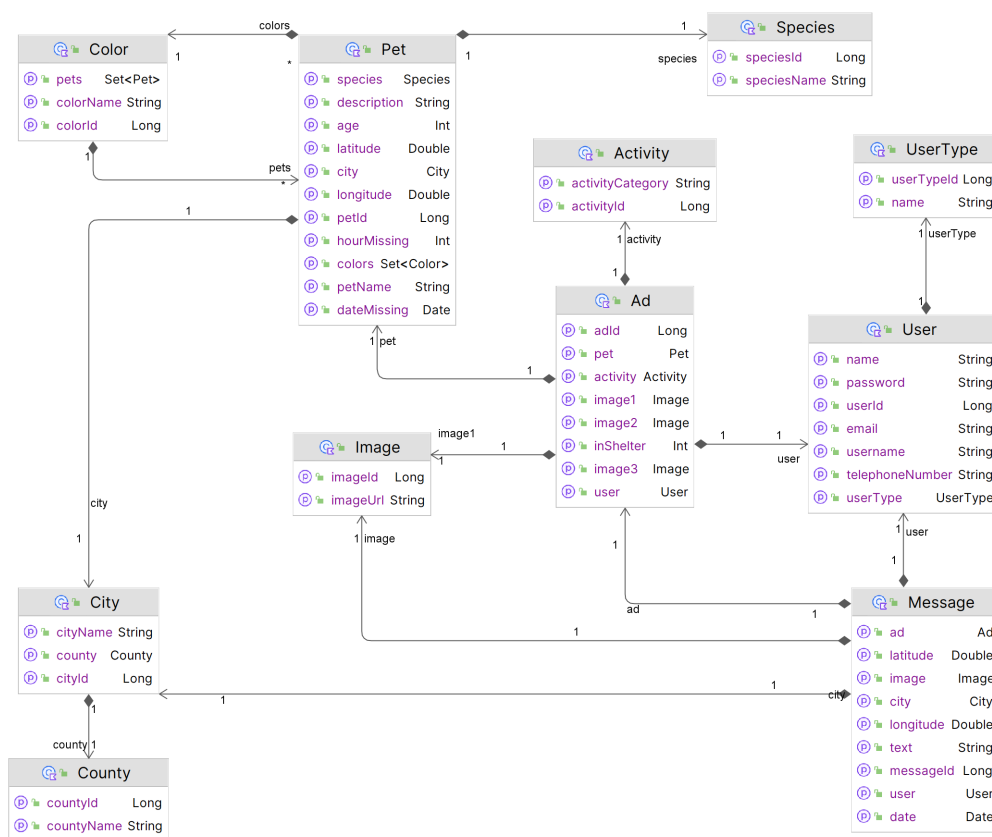 colors
1
*
Color
pets Set<Pet>
colorName String
colorId Long
1
pets
*
Pet
species Species
description String
age Int
latitude Double
city City
longitude Double
petId Long
hourMissing Int
colors Set<Color>
petName String
dateMissing Date
1
1
species
Species
speciesId Long
speciesName String
Activity
activityCategory String
activityId Long
1 activity
1
UserType
userTypeId Long
name String
1 userType
1
1
city
1
1 pet
1
Ad
adId Long
pet Pet
activity Activity
image1 Image
image2 Image
inShelter Int
image3 Image
user User
1
1
user
User
name String
password String
userId Long
email String
username String
telephoneNumber String
userType UserType
image1
1
1
Image
imageId Long
imageUrl String
1 image
1
1
ad
1
1 user
1
City
cityName String
county County
cityId Long
1
county 1
1
1
city
Message
ad Ad
latitude Double
image Image
city City
longitude Double
text String
messageId Long
user User
date Date
County
countyId Long
countyName String